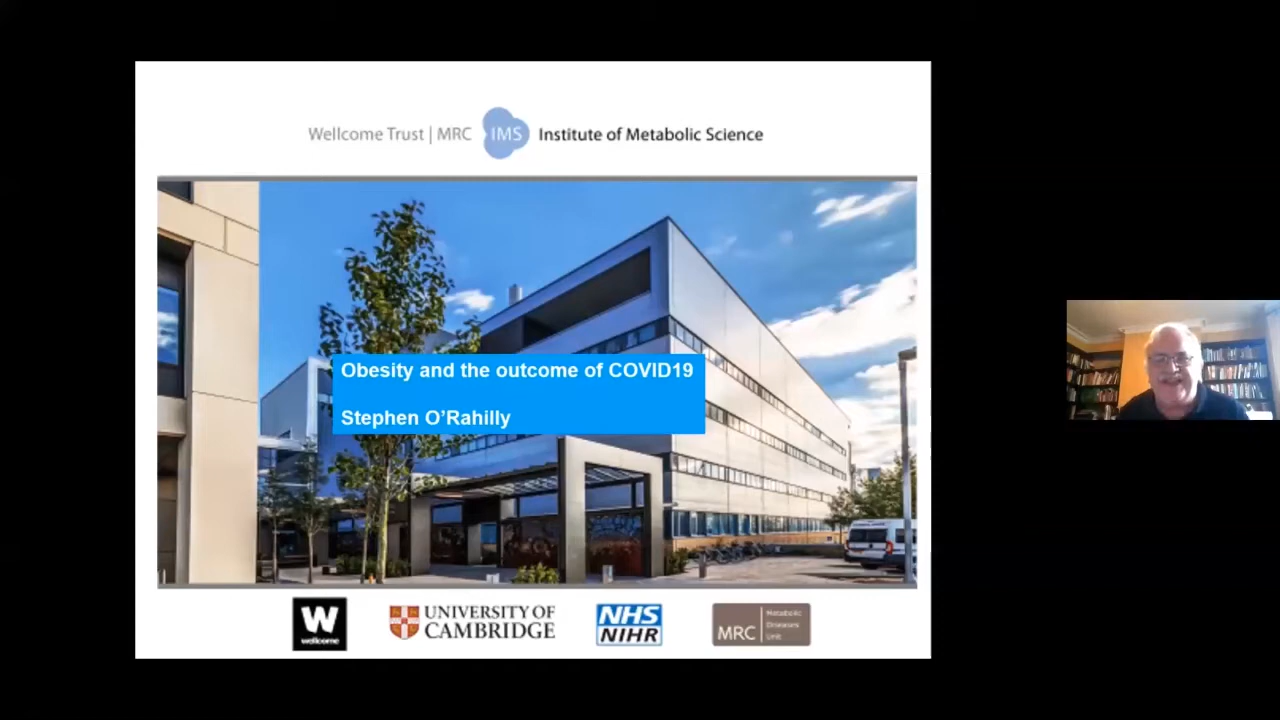 Wellcome Trust | MRC IMS Institute of Metabolic Science
Obesity and the outcome of COVID19
Stephen O'Rahilly
W
wellcome
UNIVERSITY OF
CAMBRIDGE
NHS
NIHR
MRC
Metabolic
Diseases
Unit